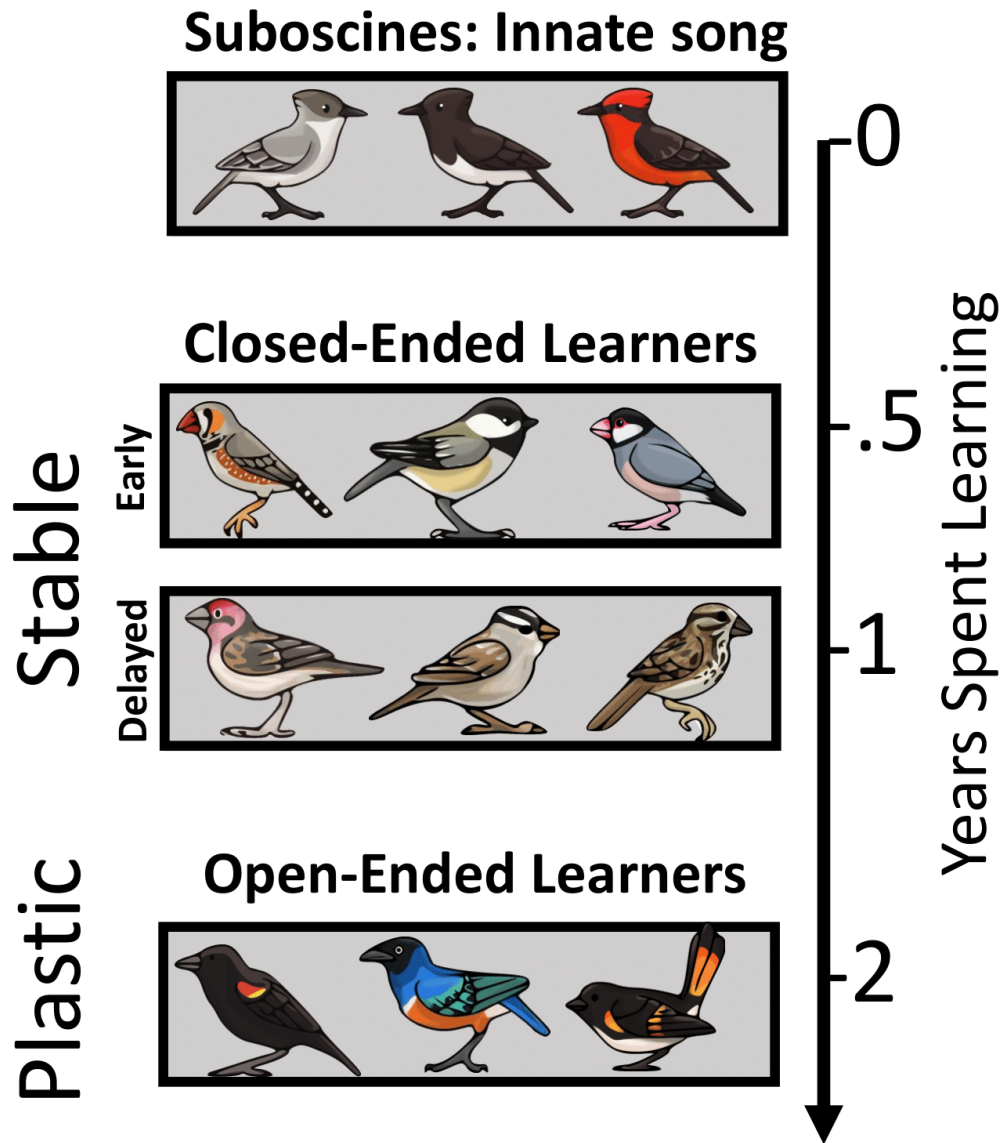 Suboscines: Innate song
-0
Closed-Ended Learners
Stable
Early
-.5
Delayed
-1
Years Spent Learning
Open-Ended Learners
Plastic
-2